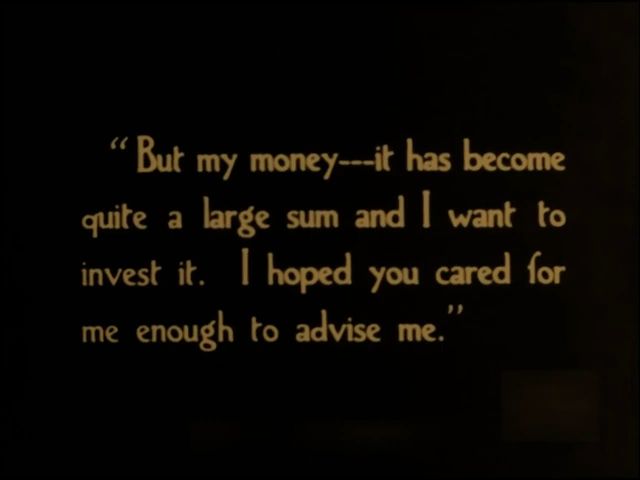 “But my money---it has become
quite a large sum and I want to
invest it. I hoped you cared for
me enough to advise me.”